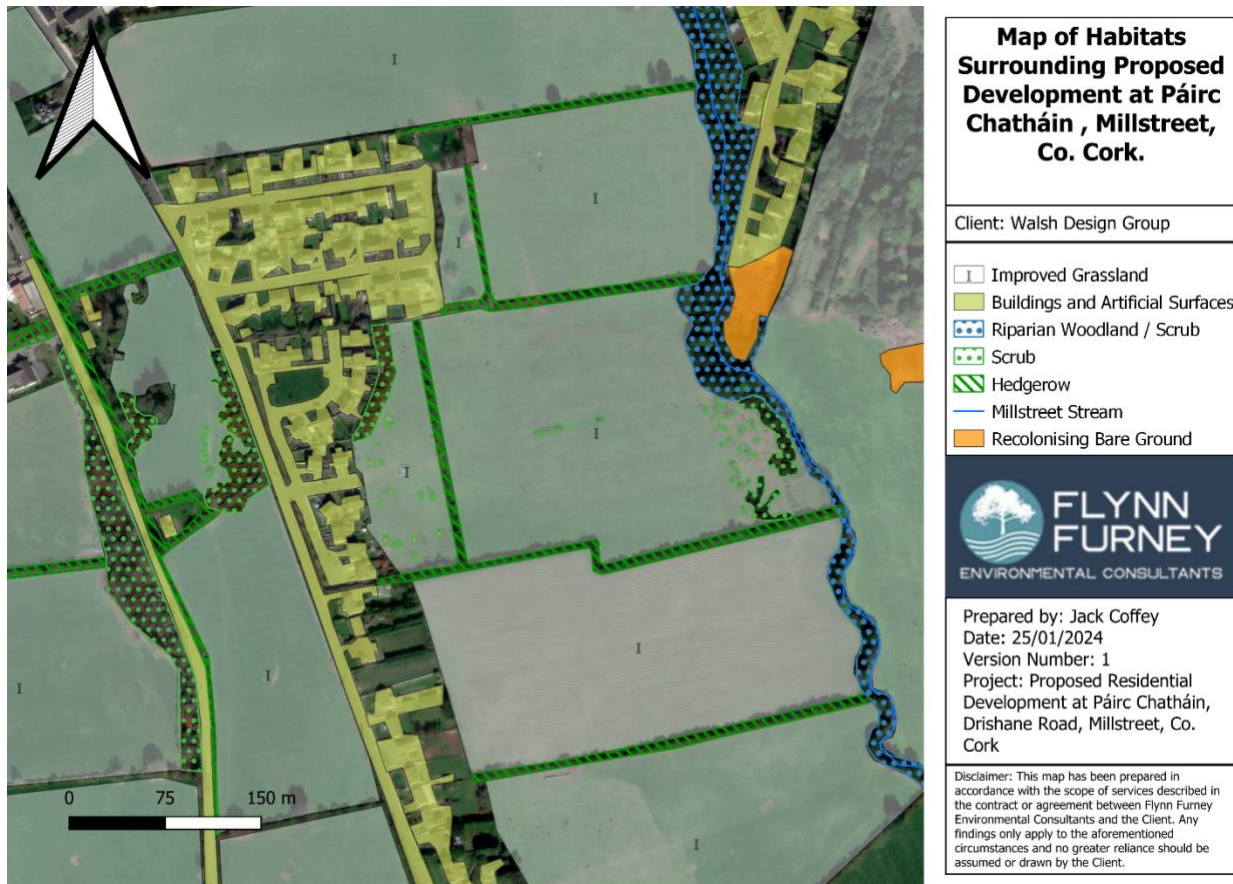 Map of Habitats
Surrounding Proposed
Development at Páirc
Chatháin , Millstreet,
Co. Cork.
Client: Walsh Design Group
I Improved Grassland
Buildings and Artificial Surfaces
Riparian Woodland / Scrub
Scrub
Hedgerow
Millstreet Stream
Recolonising Bare Ground
FLYNN
FURNEY
ENVIRONMENTAL CONSULTANTS
Prepared by: Jack Coffey
Date: 25/01/2024
Version Number: 1
Project: Proposed Residential
Development at Páirc Chatháin,
Drishane Road, Millstreet, Co.
Cork
Disclaimer: This map has been prepared in
accordance with the scope of services described in
the contract or agreement between Flynn Furney
Environmental Consultants and the Client. Any
findings only apply to the aforementioned
circumstances and no greater reliance should be
assumed or drawn by the Client.
I
I
I
I
I
I
I
I
I
I
0 75 150 m